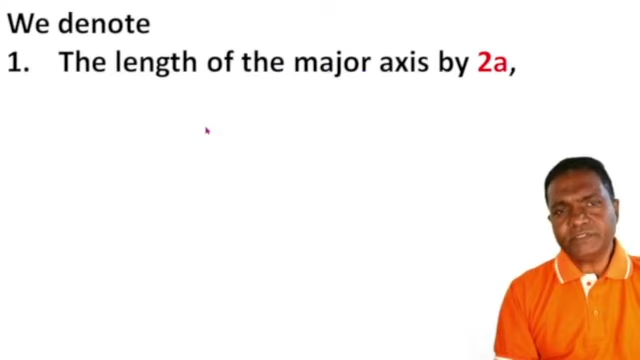 We denote
1. The length of the major axis by 2a,